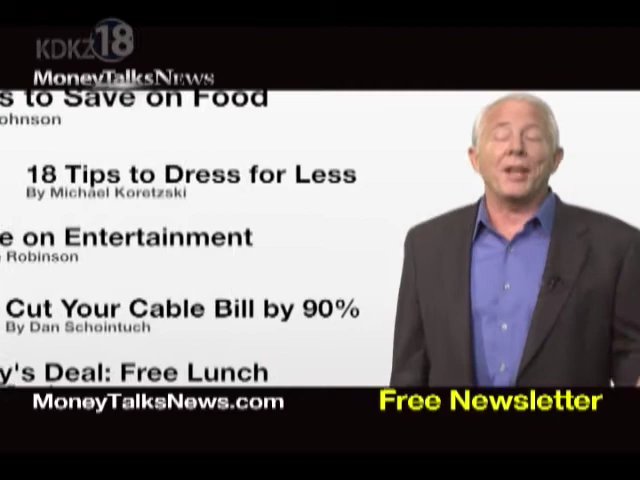 KDKZ 18
MoneyTalksNews
s to Save on Food
ohnson
18 Tips to Dress for Less
By Michael Koretzski
e on Entertainment
Robinson
Cut Your Cable Bill by 90%
By Dan Schointuch
y's Deal: Free Lunch
MoneyTalksNews.com
Free Newsletter